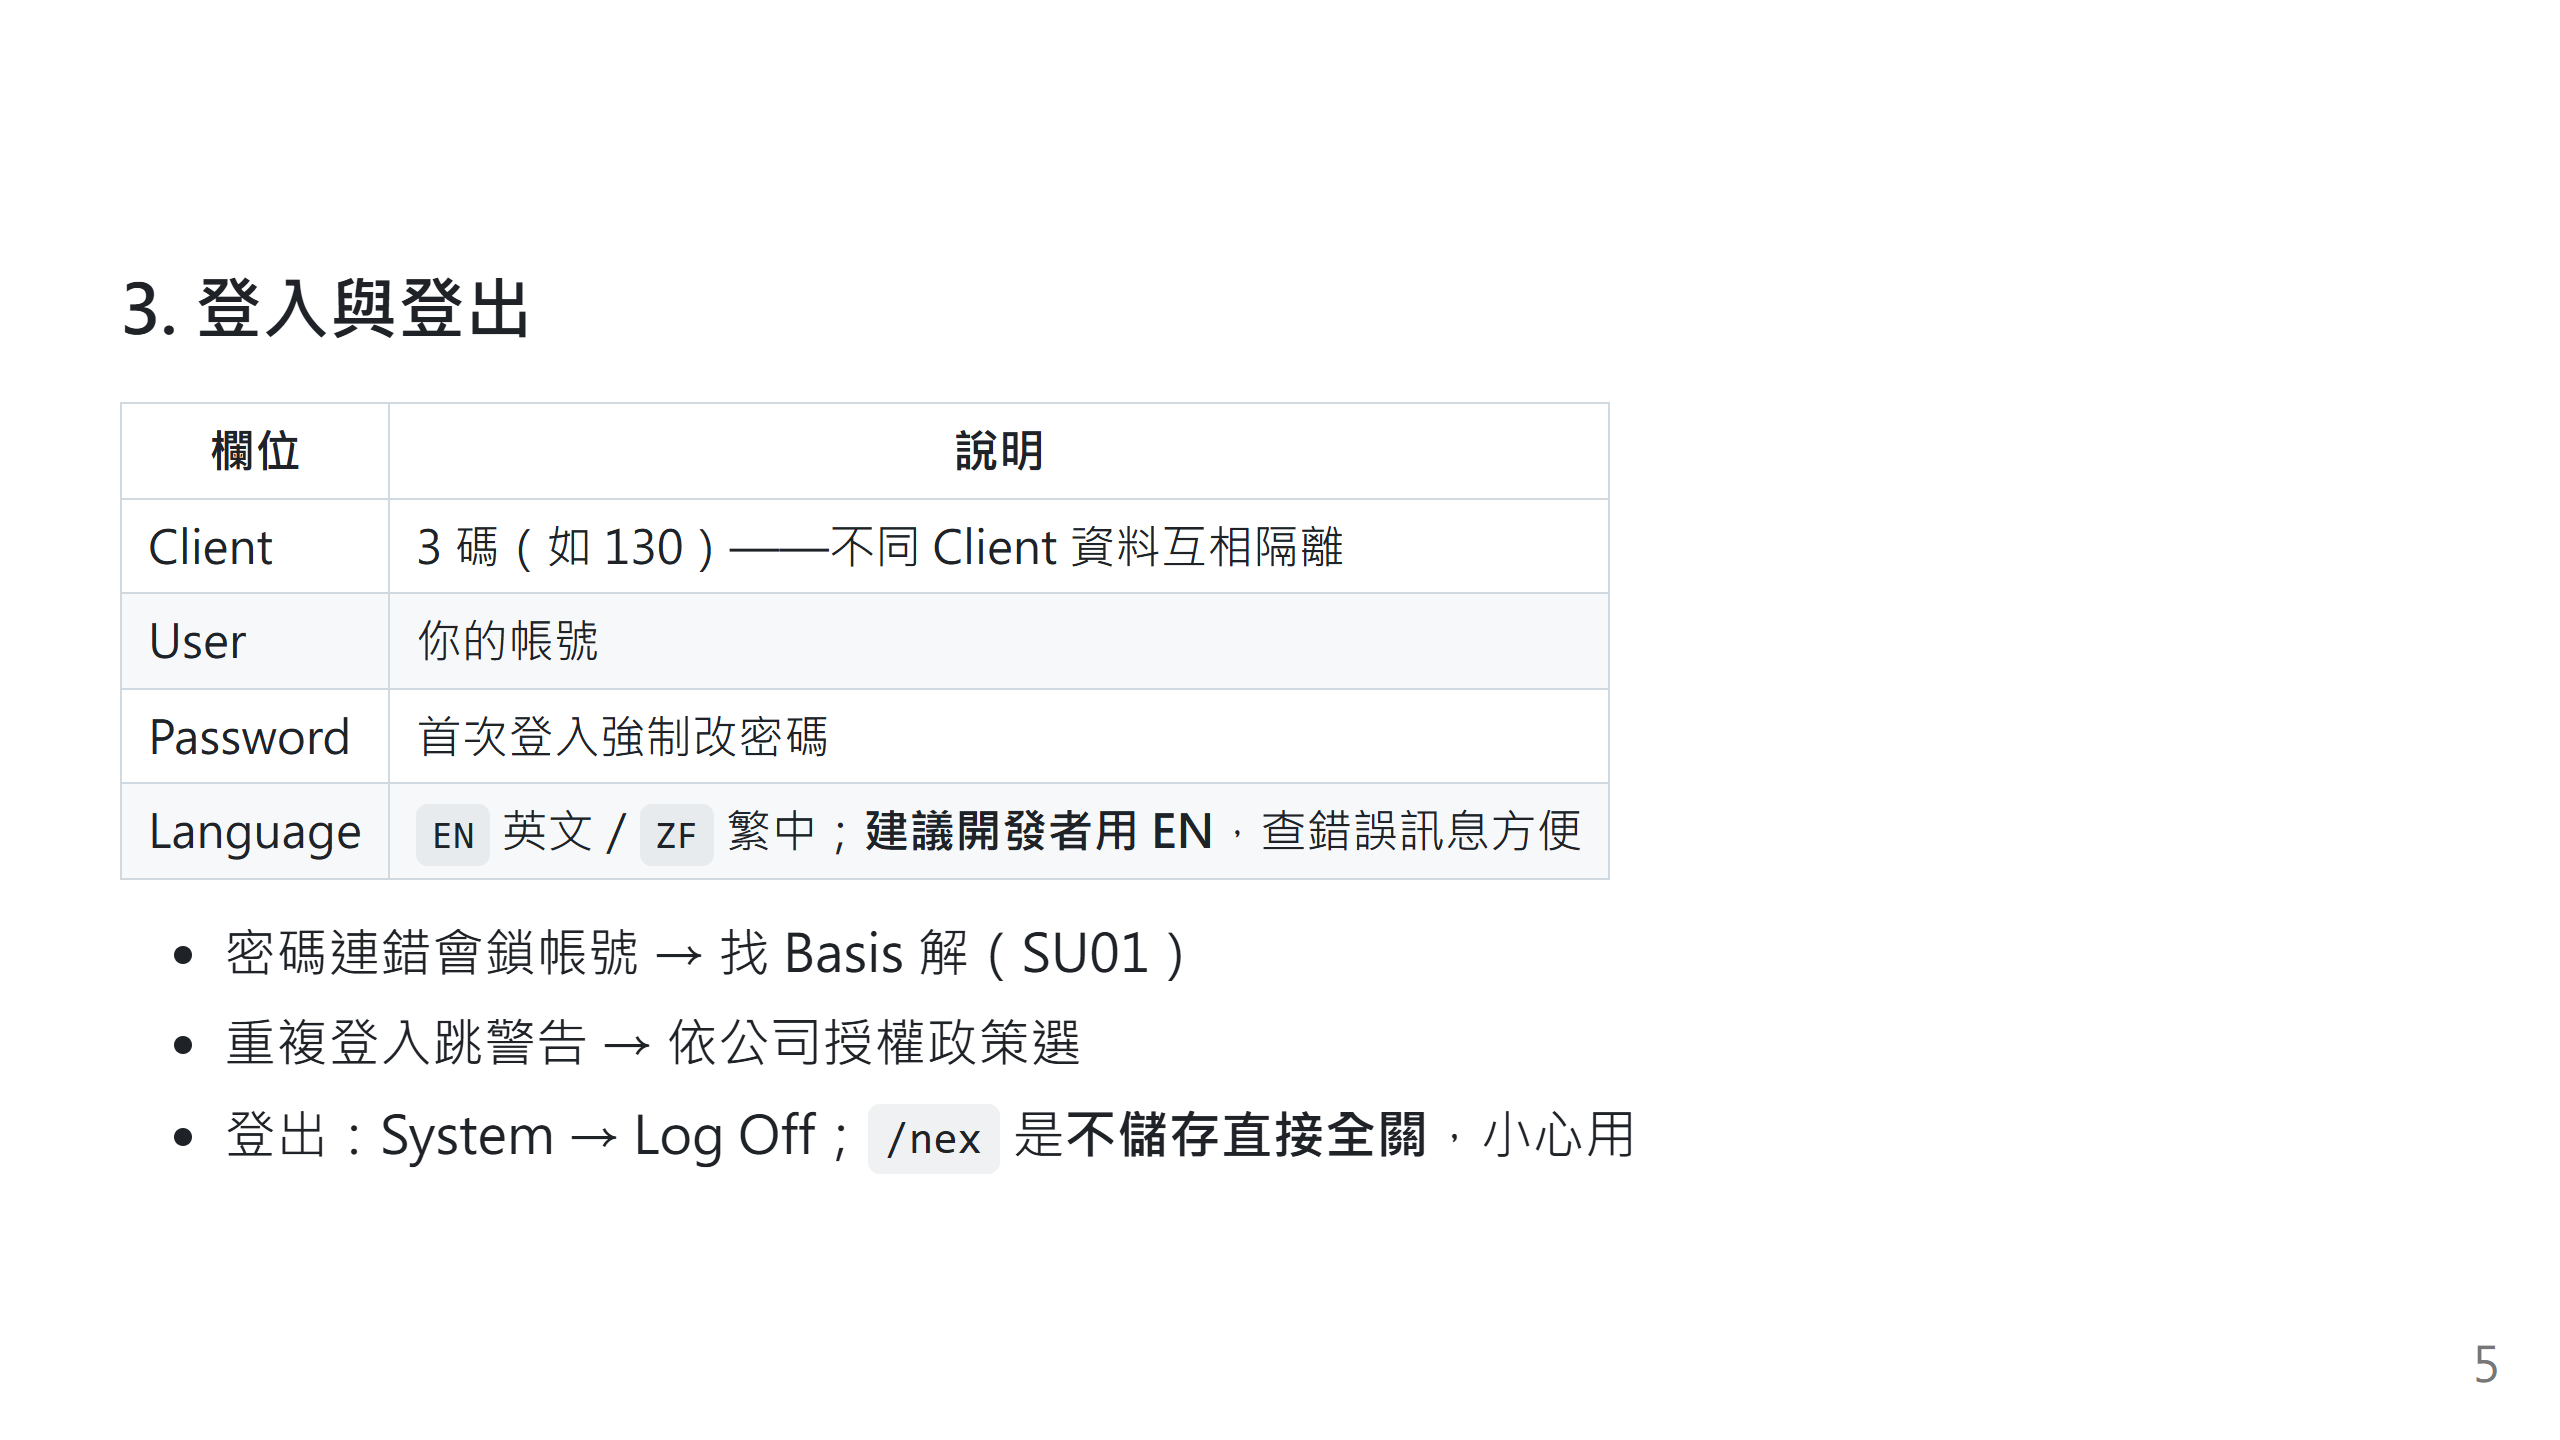 3. 登入與登出
欄位 說明
Client 3 碼（如 130）——不同 Client 資料互相隔離
User 你的帳號
Password 首次登入強制改密碼
Language EN 英文 / ZF 繁中；建議開發者用 EN，查錯誤訊息方便
• 密碼連錯會鎖帳號 → 找 Basis 解（SU01）
• 重複登入跳警告 → 依公司授權政策選
• 登出：System → Log Off；/nex 是不儲存直接全關，小心用
5